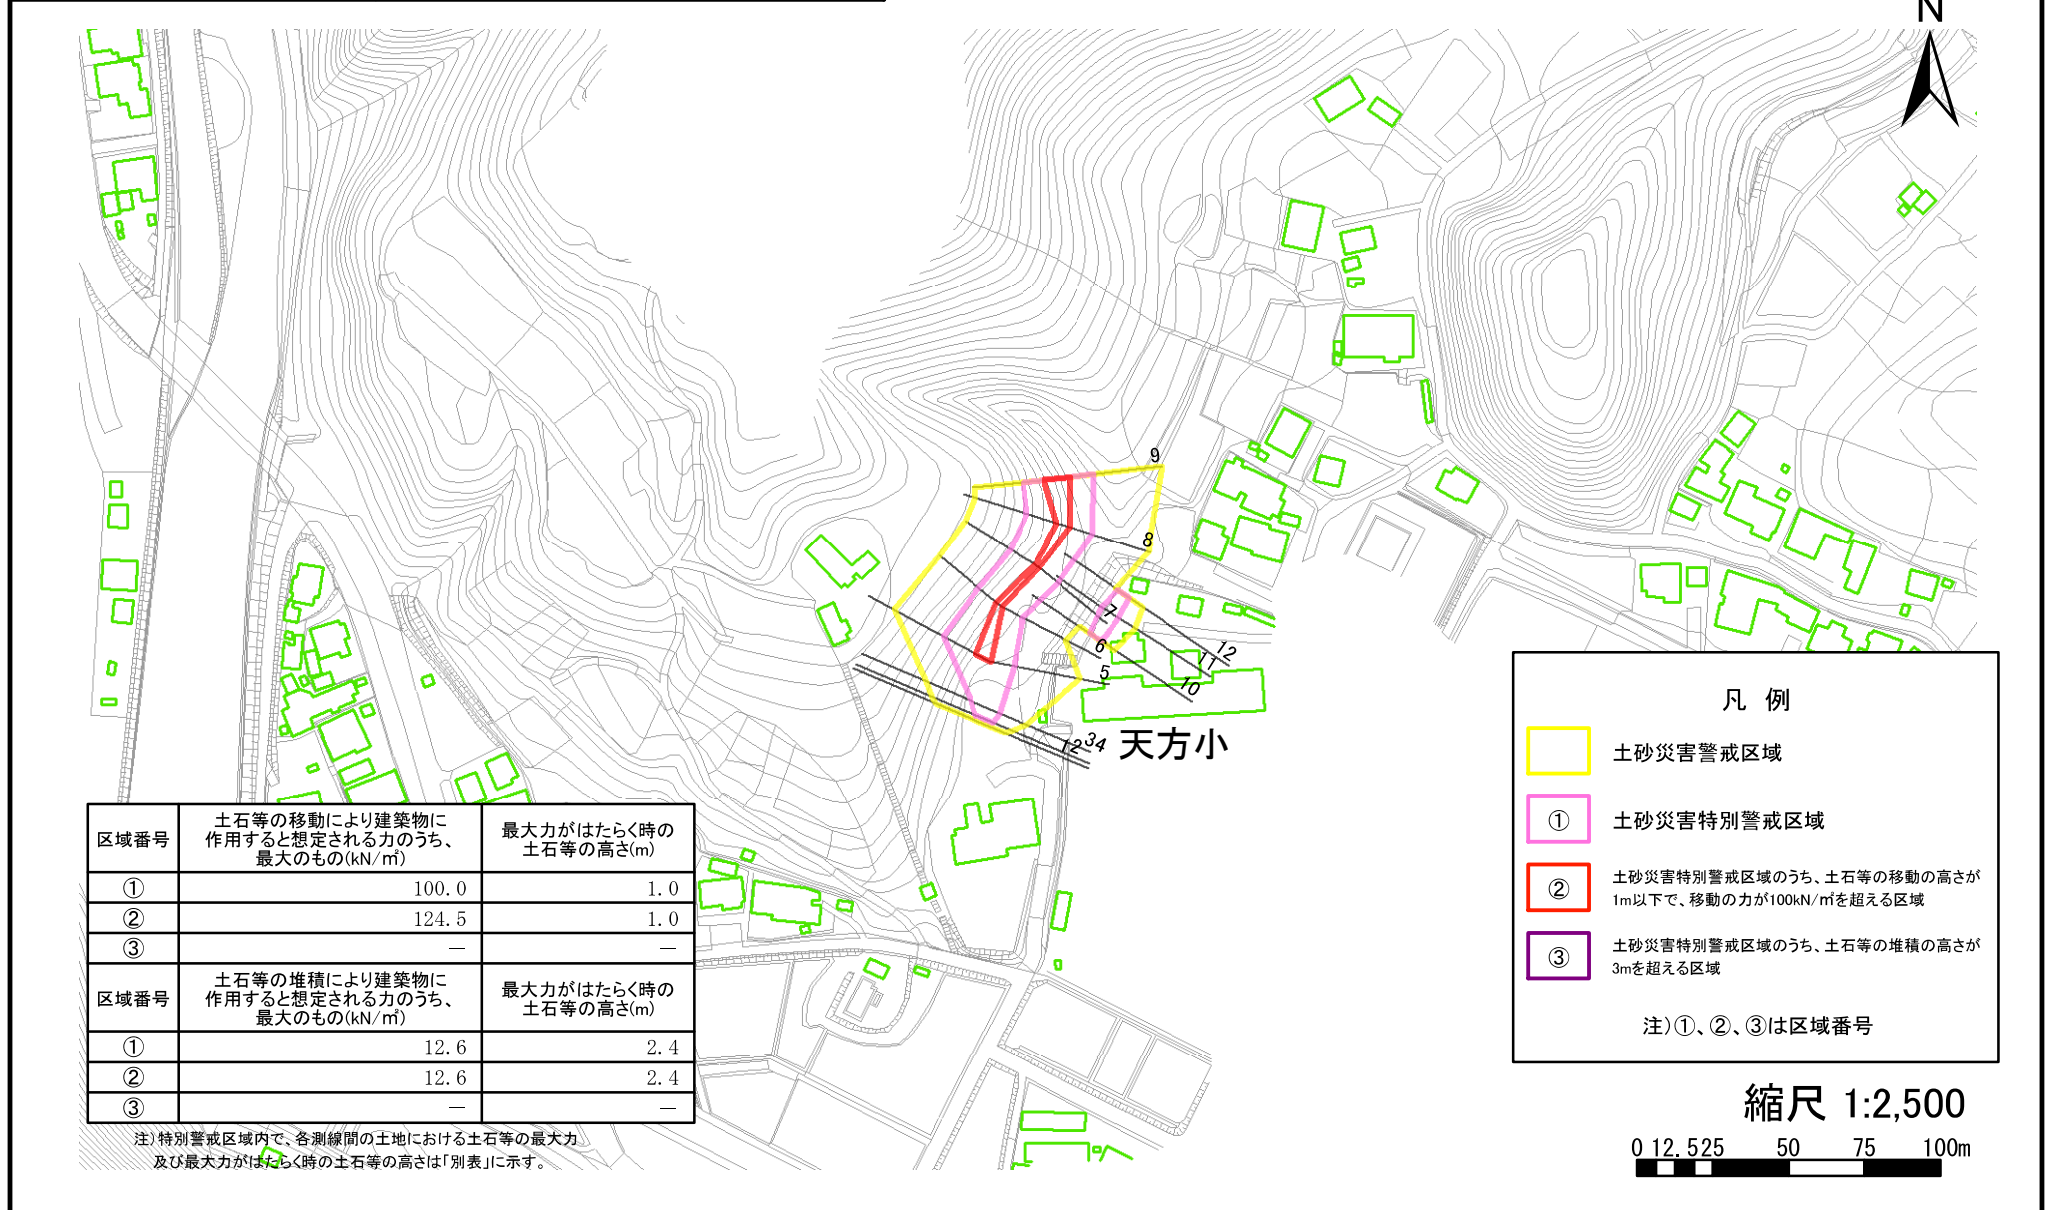 N
9
8
7
6
5
12
11
10
12
34
天方小
凡 例
土砂災害警戒区域
① 土砂災害特別警戒区域
② 土砂災害特別警戒区域のうち、土石等の移動の高さが
1m以下で、移動の力が100kN/㎡を超える区域
③ 土砂災害特別警戒区域のうち、土石等の堆積の高さが
3mを超える区域
注)①、②、③は区域番号
縮尺 1:2,500
0 12.525 50 75 100m
区域番号
土石等の移動により建築物に
作用すると想定される力のうち、
最大のもの(kN/㎡)
最大力がはたらく時の
土石等の高さ(m)
① 100.0 1.0
② 124.5 1.0
③ － －
区域番号
土石等の堆積により建築物に
作用すると想定される力のうち、
最大のもの(kN/㎡)
最大力がはたらく時の
土石等の高さ(m)
① 12.6 2.4
② 12.6 2.4
③ － －
注)特別警戒区域内で、各測線間の土地における土石等の最大力
及び最大力がはたらく時の土石等の高さは「別表」に示す。